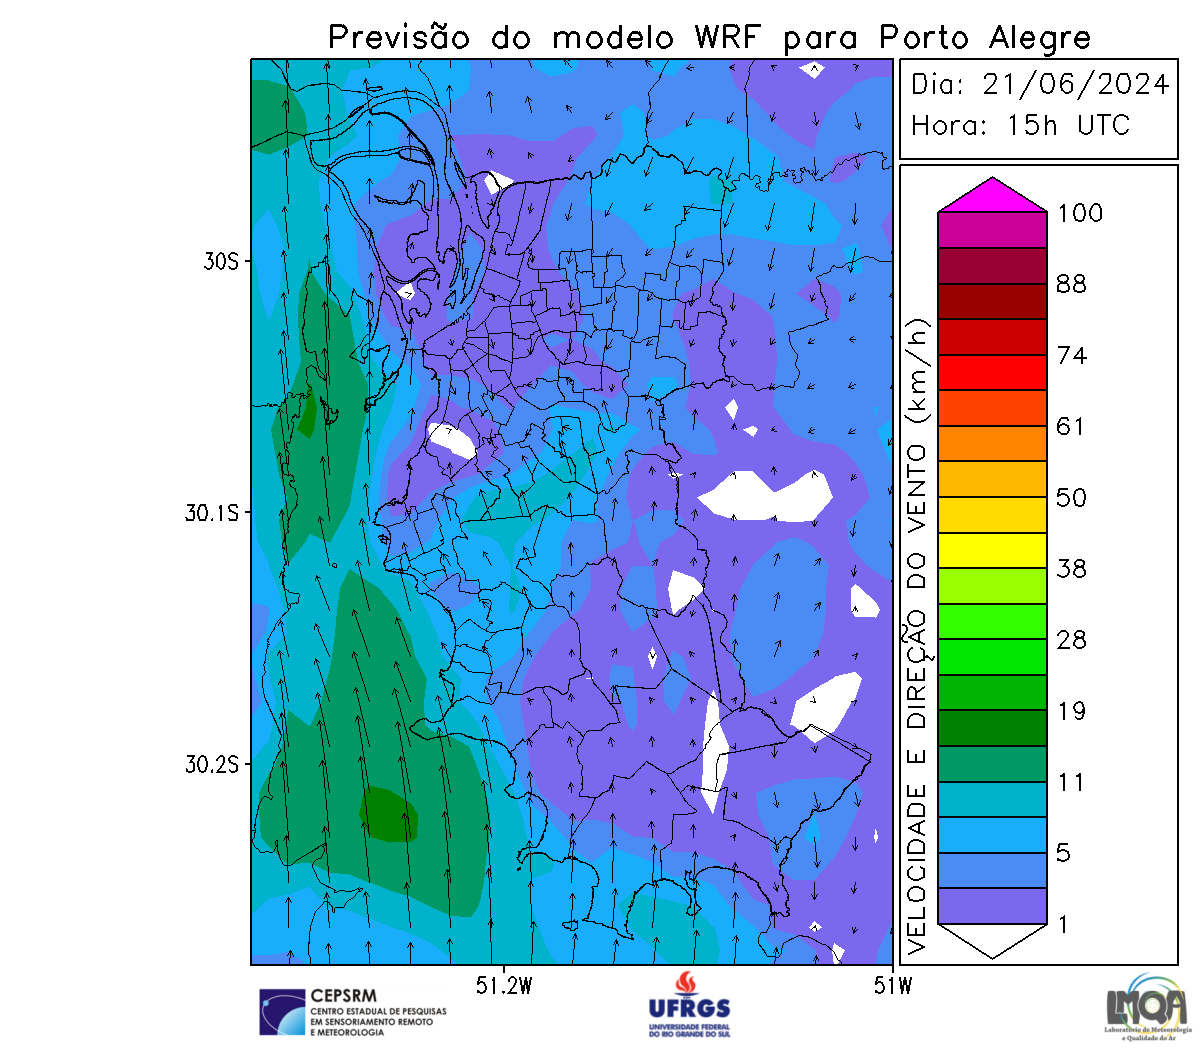 Previsão do modelo WRF para Porto Alegre
Dia: 21/06/2024
Hora: 15h UTC
100
88
74
61
50
38
28
19
11
5
1
VELOCIDADE E DIREÇÃO DO VENTO (km/h)
30S
30.1S
30.2S
51.2W
51W
CEPSRM
CENTRO ESTADUAL DE PESQUISAS
EM SENSORIAMENTO REMOTO
E METEOROLOGIA
UFRGS
UNIVERSIDADE FEDERAL
DO RIO GRANDE DO SUL
LMQA
Laboratório de Meteorologia
e Qualidade do Ar